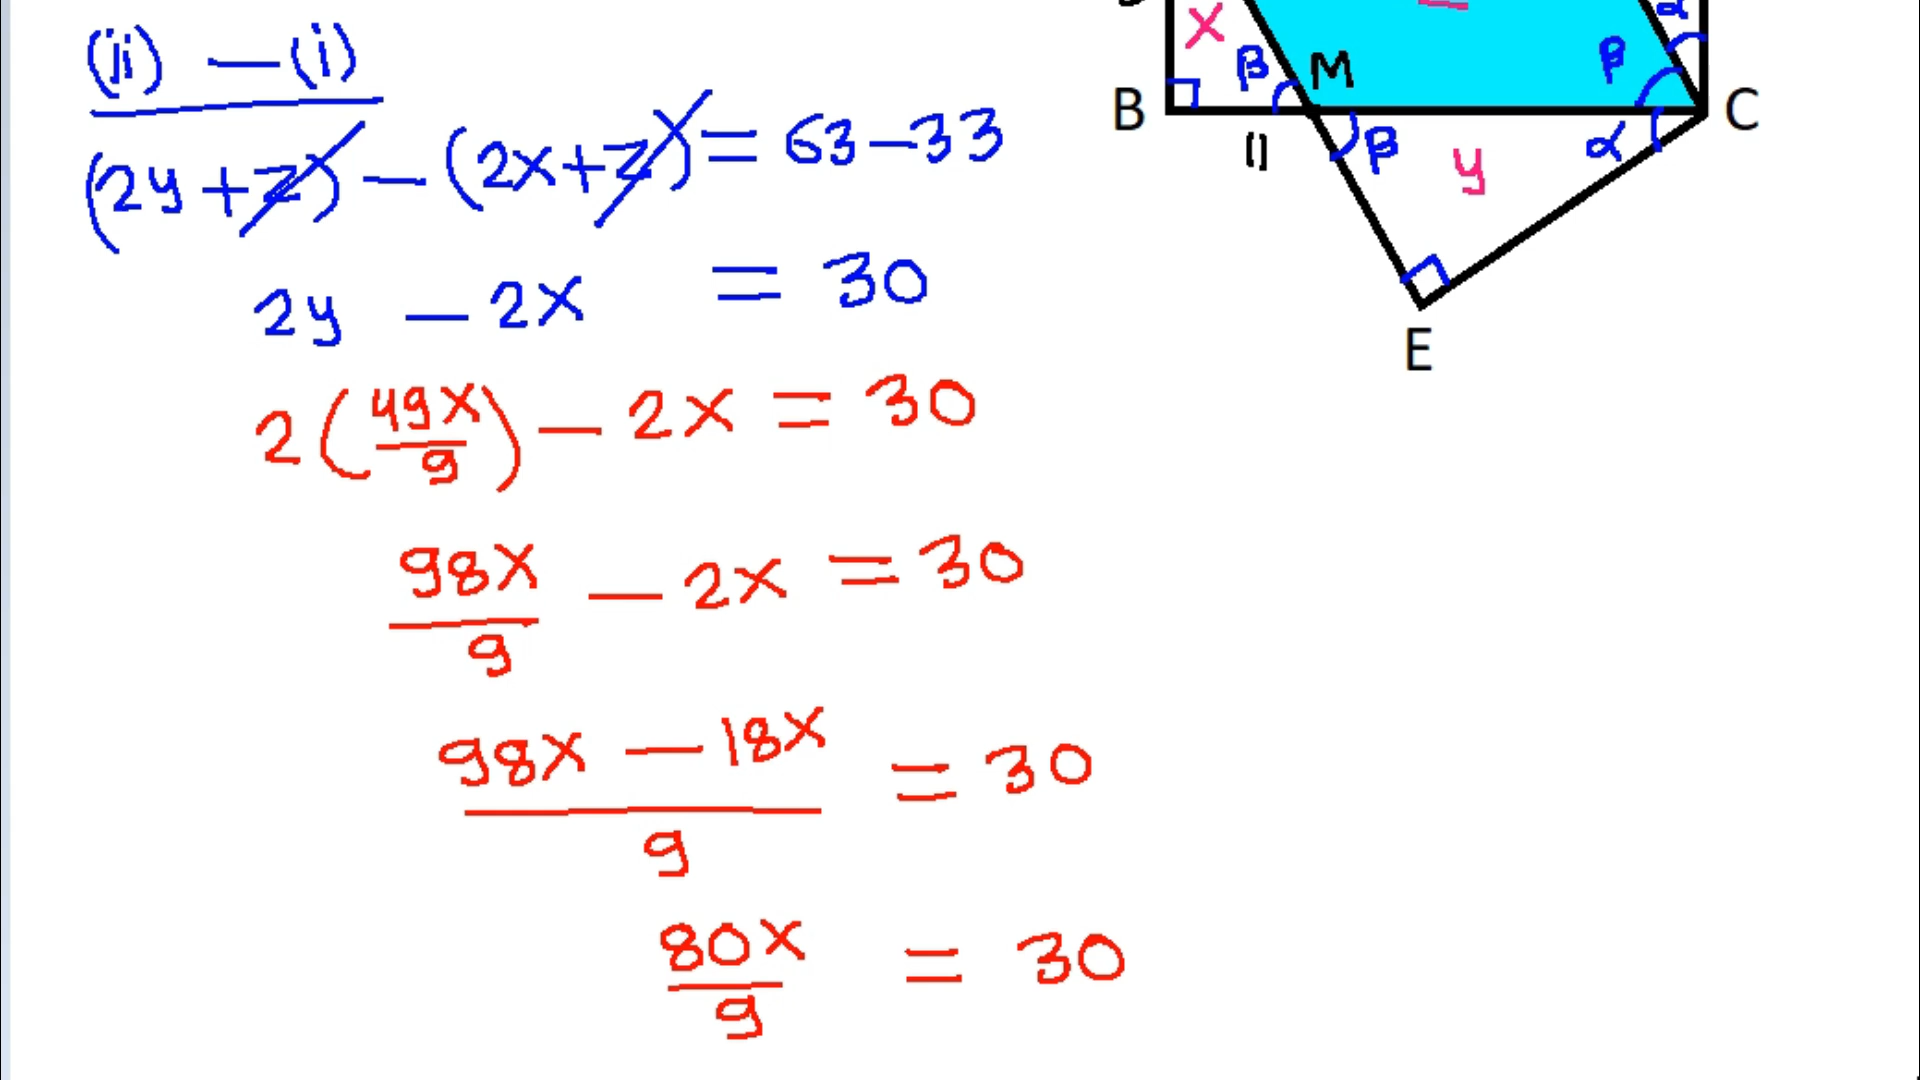 (ii) — (i)
(2y + z) — (2x + z) = 63 — 33
2y — 2x = 30
2(49x/9) — 2x = 30
98x/9 — 2x = 30
98x — 18x/9 = 30
80x/9 = 30
x
α
β M β
B C
11 β y α
E